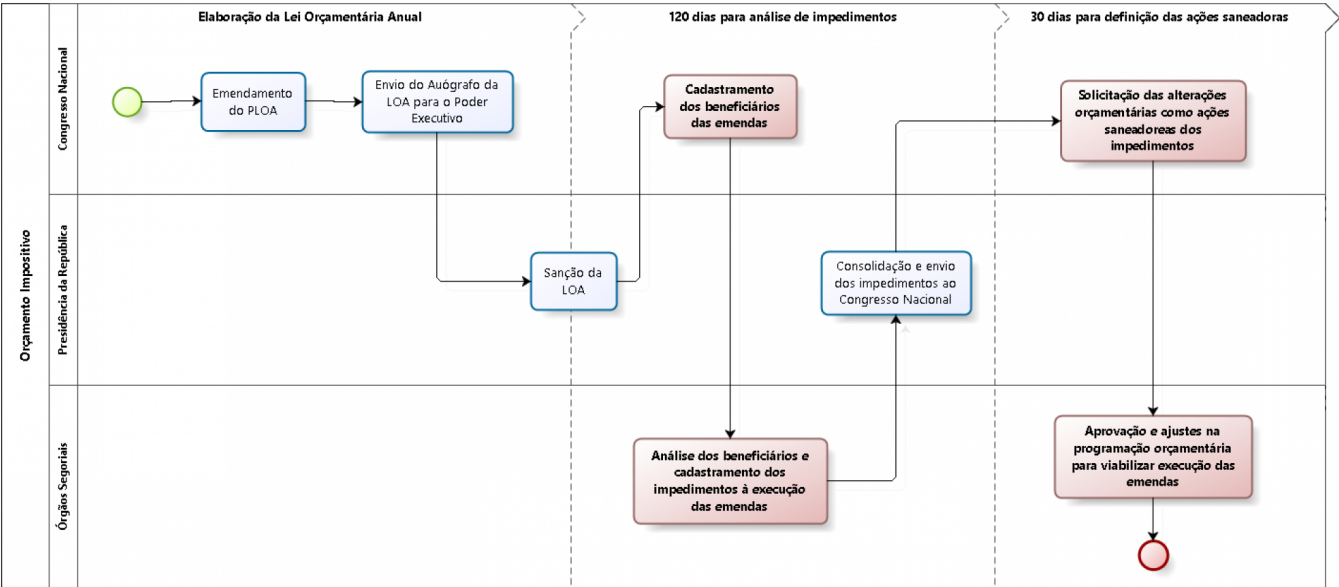 Elaboração da Lei Orçamentária Anual
120 dias para análise de impedimentos
30 dias para definição das ações saneadoras
Orçamento Impositivo
Congresso Nacional
Emendamento
do PLOA
Envio do Auógrafo da
LOA para o Poder
Executivo
Cadastramento
dos beneficiários
das emendas
Solicitação das alterações
orçamentárias como ações
saneadoreas dos
impedimentos
Presidência da República
Sanção da
LOA
Consolidação e envio
dos impedimentos ao
Congresso Nacional
Órgãos Segoriais
Análise dos beneficiários e
cadastramento dos
impedimentos à execução
das emendas
Aprovação e ajustes na
programação orçamentária
para viabilizar execução das
emendas